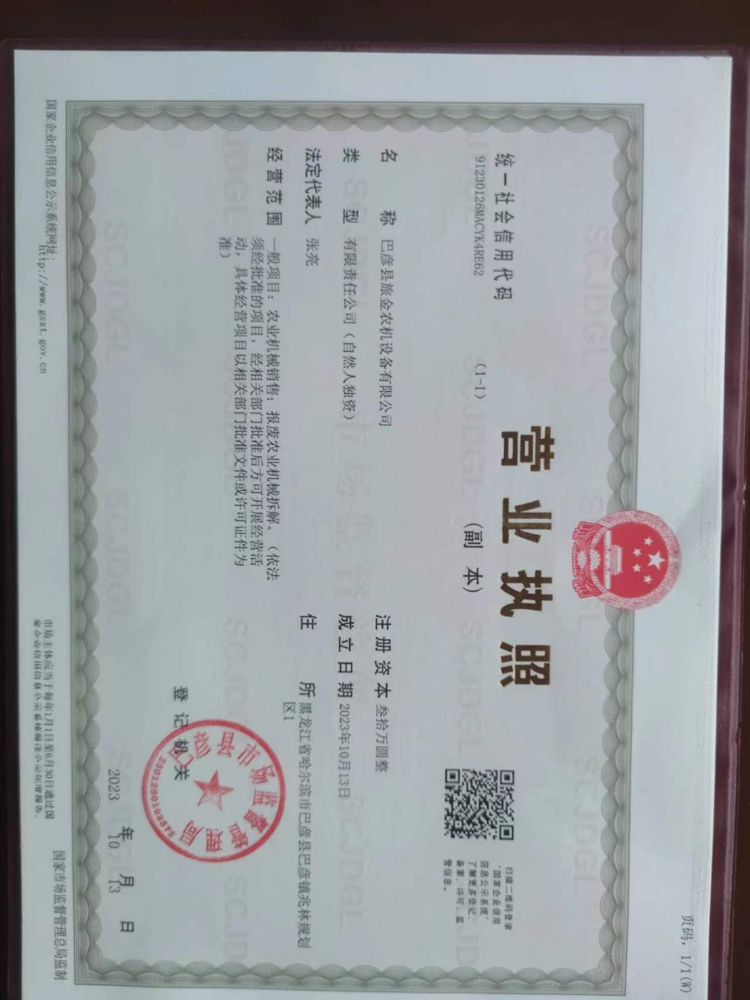 页码：1/1(W)
营业执照
（副 本）
统一社会信用代码
91230126MACYK4RE62
（1-1）
扫描二维码登录
“国家企业信用
信息公示系统”
了解更多登记、
备案、许可、监
管信息。
名 称 巴彦县旅金农机设备有限公司
类 型 有限责任公司（自然人独资）
法定代表人 张亮
经营范围 一般项目：农业机械销售；报废农业机械拆解。（依法
须经批准的项目，经相关部门批准后方可开展经营活
动，具体经营项目以相关部门批准文件或许可证件为
准）
注册资本 叁拾万圆整
成立日期 2023年10月13日
住 所 黑龙江省哈尔滨市巴彦县巴彦镇兆林规划
区1
登记机关
巴彦县市场监督管理局
2023 年 10 月 13 日
国家企业信用信息公示系统网址：
http://www.gsxt.gov.cn
市场主体应当于每年1月1日至6月30日通过国
家企业信用信息公示系统报送公示年度报告。
国家市场监督管理总局监制
SCJDGL
市场监管